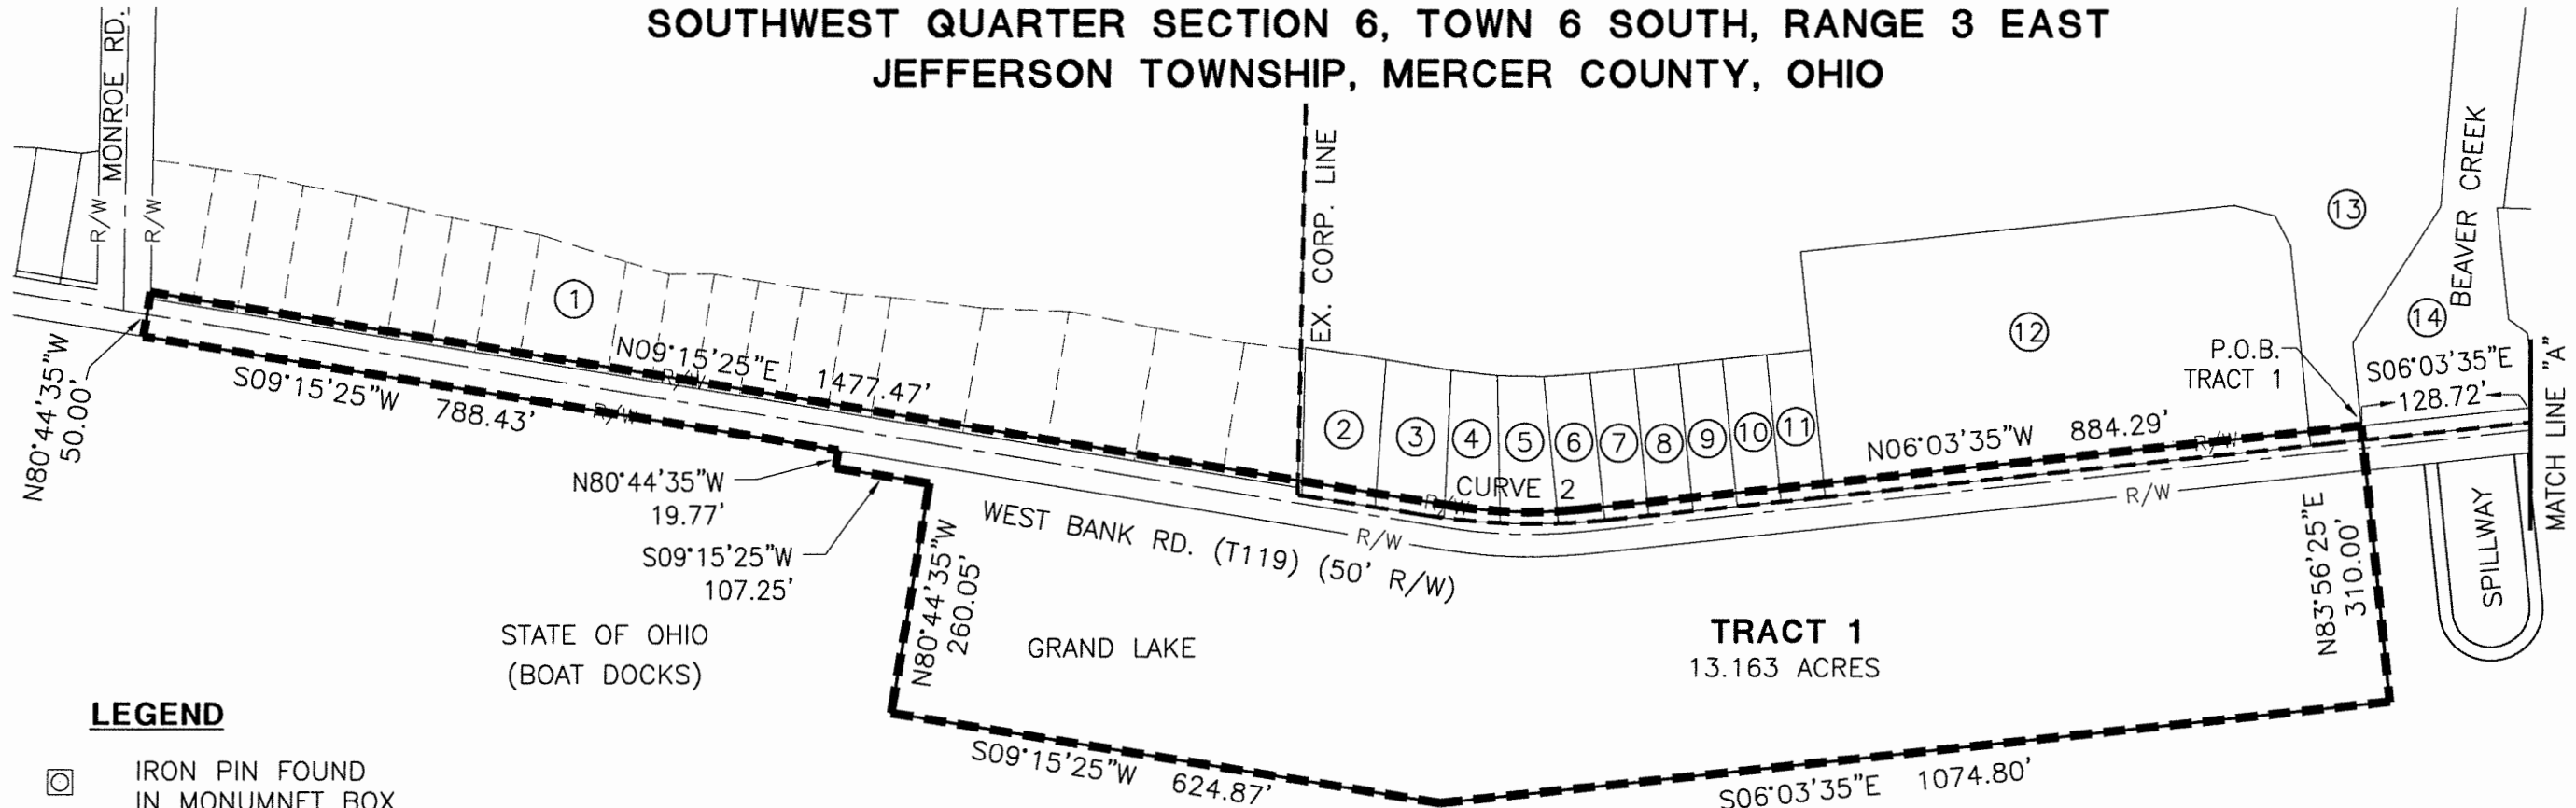 SOUTHWEST QUARTER SECTION 6, TOWN 6 SOUTH, RANGE 3 EAST
JEFFERSON TOWNSHIP, MERCER COUNTY, OHIO
MONROE RD.
R/W
R/W
EX. CORP. LINE
BEAVER CREEK
13
14
12
1
P.O.B.
TRACT 1
S06°03'35"E
128.72'
MATCH LINE "A"
N80°44'35"W
50.00'
N09°15'25"E
1477.47'
R/W
S09°15'25"W
788.43'
R/W
2
3
4
5
6
7
8
9
10
11
CURVE 2
R/W
N06°03'35"W
884.29'
R/W
N80°44'35"W
19.77'
S09°15'25"W
107.25'
WEST BANK RD. (T119) (50' R/W)
R/W
R/W
N83°56'25"E
310.00'
SPILLWAY
N80°44'35"W
260.05'
STATE OF OHIO
(BOAT DOCKS)
GRAND LAKE
TRACT 1
13.163 ACRES
LEGEND
IRON PIN FOUND
IN MONUMNET BOX
S09°15'25"W
624.87'
S06°03'35"E
1074.80'